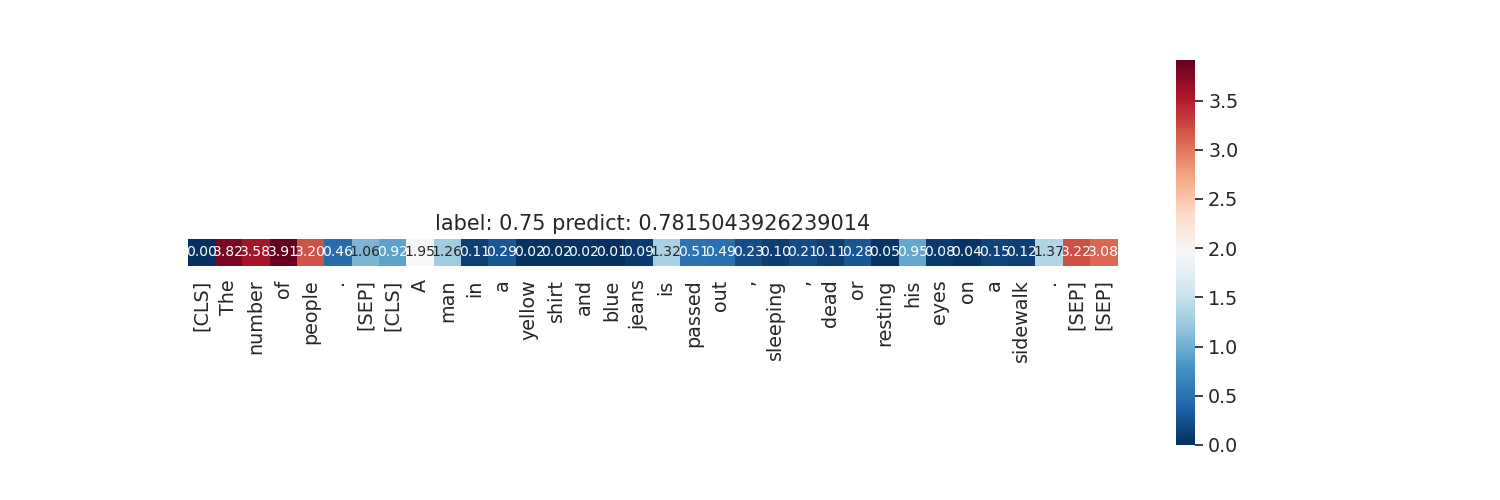 label: 0.75 predict: 0.7815043926239014
0.00 3.82 3.58 3.91 3.20 0.46 1.06 0.92 1.95 1.26 0.11 0.29 0.02 0.02 0.02 0.01 0.09 1.32 0.51 0.49 0.23 0.10 0.21 0.11 0.28 0.05 0.95 0.08 0.04 0.15 0.12 1.37 3.22 3.08
[CLS] The number of people . [SEP] [CLS] A man in a yellow shirt and blue jeans is passed out , sleeping , dead or resting his eyes on a sidewalk . [SEP] [SEP]
3.5
3.0
2.5
2.0
1.5
1.0
0.5
0.0